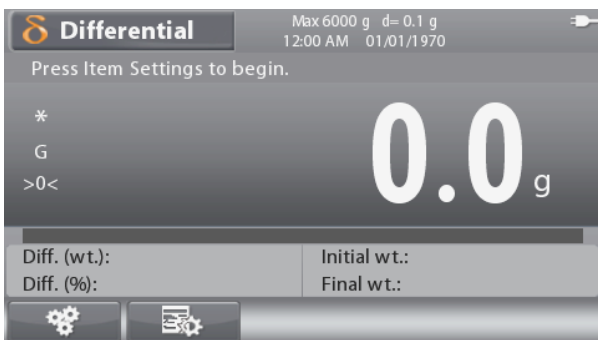 δ Differential
Max 6000 g d= 0.1 g
12:00 AM 01/01/1970
Press Item Settings to begin.
*
G
>0<
0.0 g
Diff. (wt.):
Initial wt.:
Diff. (%):
Final wt.: